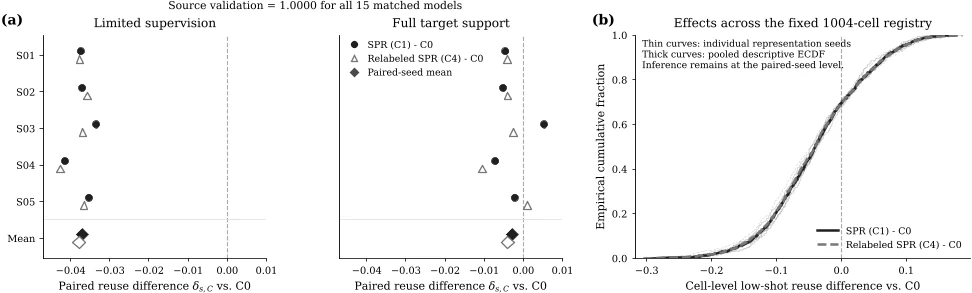 Source validation = 1.0000 for all 15 matched models
(a)
Limited supervision
Full target support
(b)
Effects across the fixed 1004-cell registry
S01
S02
S03
S04
S05
Mean
−0.04 −0.03 −0.02 −0.01 0.00 0.01
Paired reuse difference δs,C vs. C0
SPR (C1) - C0
Relabeled SPR (C4) - C0
Paired-seed mean
−0.04 −0.03 −0.02 −0.01 0.00 0.01
Paired reuse difference δs,C vs. C0
Empirical cumulative fraction
1.0
0.8
0.6
0.4
0.2
0.0
Thin curves: individual representation seeds
Thick curves: pooled descriptive ECDF
Inference remains at the paired-seed level.
SPR (C1) - C0
Relabeled SPR (C4) - C0
−0.3 −0.2 −0.1 0.0 0.1
Cell-level low-shot reuse difference vs. C0